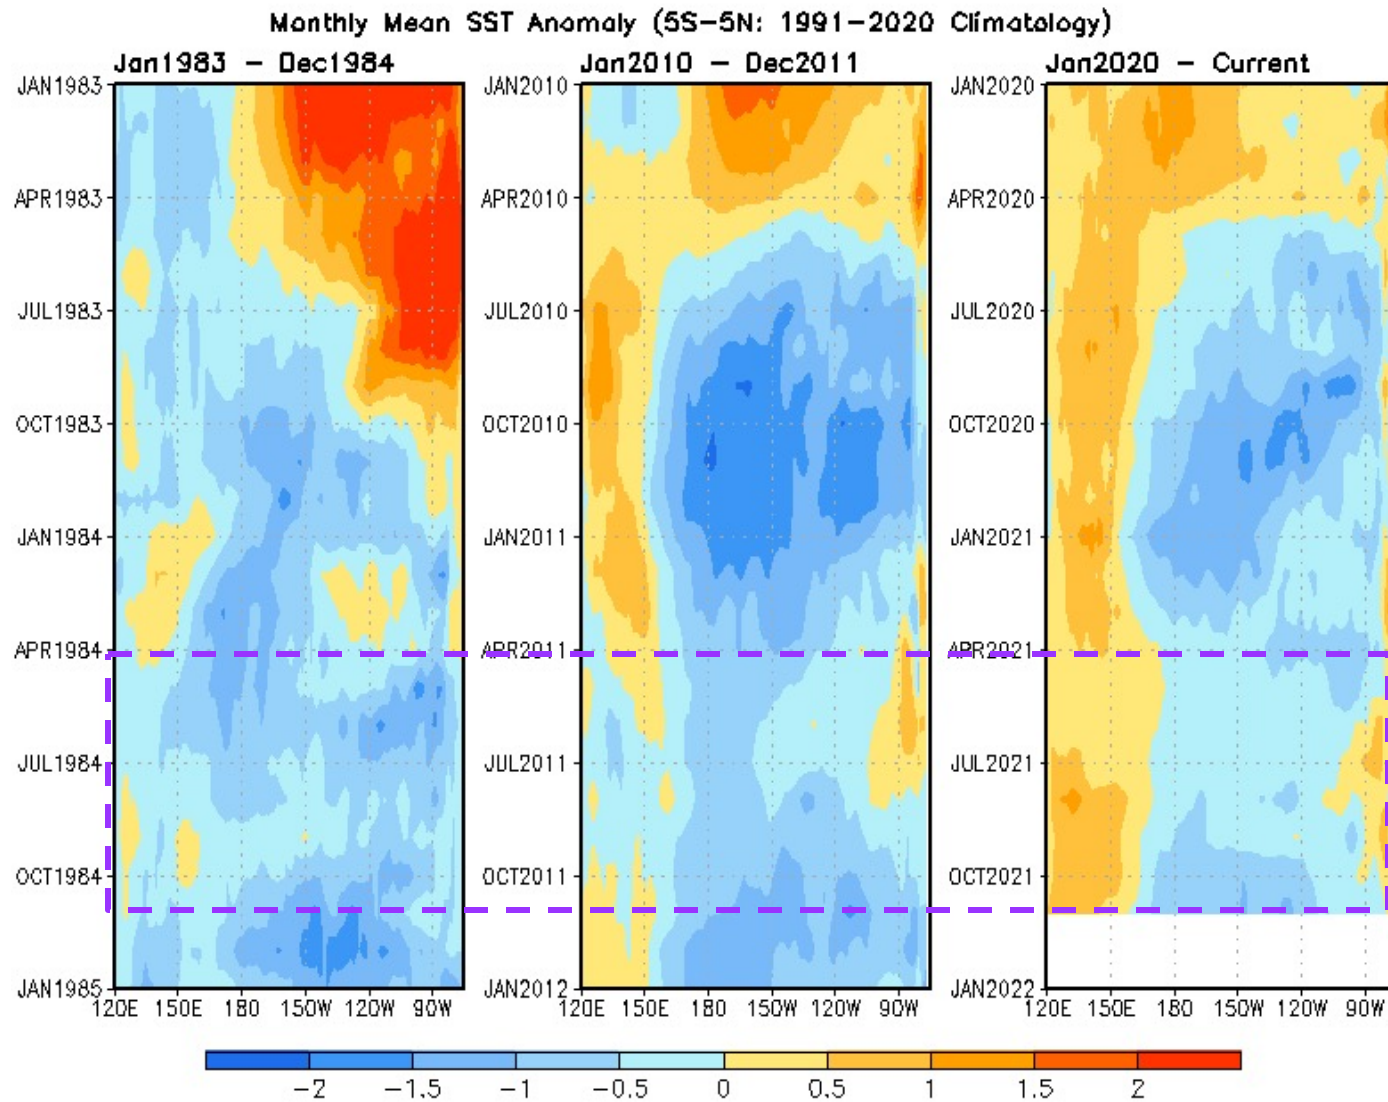 Monthly Mean SST Anomaly (5S-5N: 1991-2020 Climatology)
Jan1983 - Dec1984
JAN1983
APR1983
JUL1983
OCT1983
JAN1984
APR1984
JUL1984
OCT1984
JAN1985
120E 150E 180 150W 120W 90W
Jan2010 - Dec2011
JAN2010
APR2010
JUL2010
OCT2010
JAN2011
APR2011
JUL2011
OCT2011
JAN2012
120E 150E 180 150W 120W 90W
Jan2020 - Current
JAN2020
APR2020
JUL2020
OCT2020
JAN2021
APR2021
JUL2021
OCT2021
JAN2022
120E 150E 180 150W 120W 90W
-2 -1.5 -1 -0.5 0 0.5 1 1.5 2